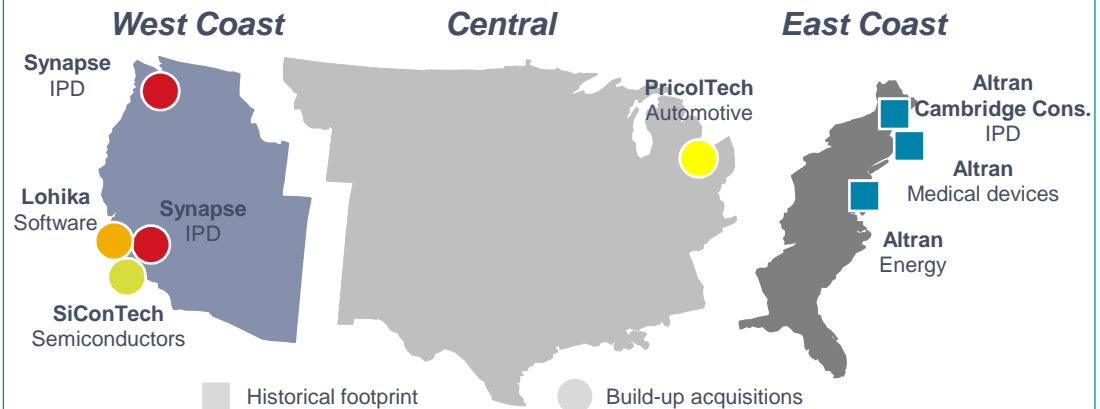 West Coast
Central
East Coast
Synapse
IPD
Lohika
Software
Synapse
IPD
SiConTech
Semiconductors
PricolTech
Automotive
Altran
Cambridge Cons.
IPD
Altran
Medical devices
Altran
Energy
Historical footprint
Build-up acquisitions